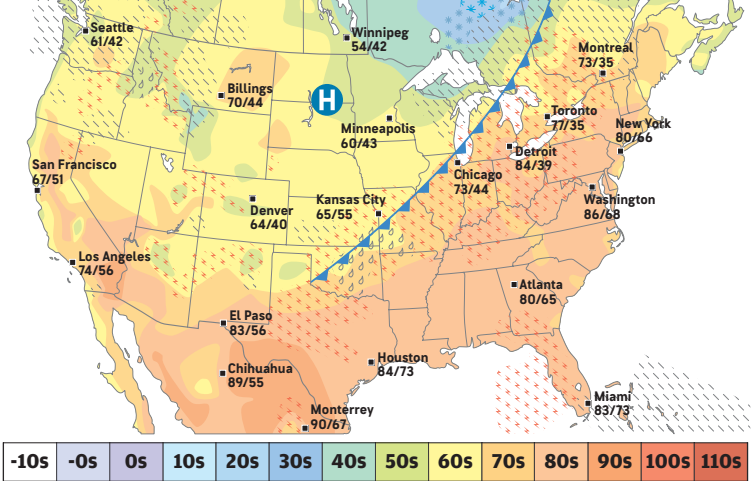 Seattle
61/42
Winnipeg
54/42
Montreal
73/35
Billings
70/44
H
Minneapolis
60/43
Toronto
77/35
New York
80/66
Detroit
84/39
San Francisco
67/51
Chicago
73/44
Denver
64/40
Kansas City
65/55
Washington
86/68
Los Angeles
74/56
Atlanta
80/65
El Paso
83/56
Chihuahua
89/55
Houston
84/73
Miami
83/73
Monterrey
90/67
-10s -0s 0s 10s 20s 30s 40s 50s 60s 70s 80s 90s 100s 110s